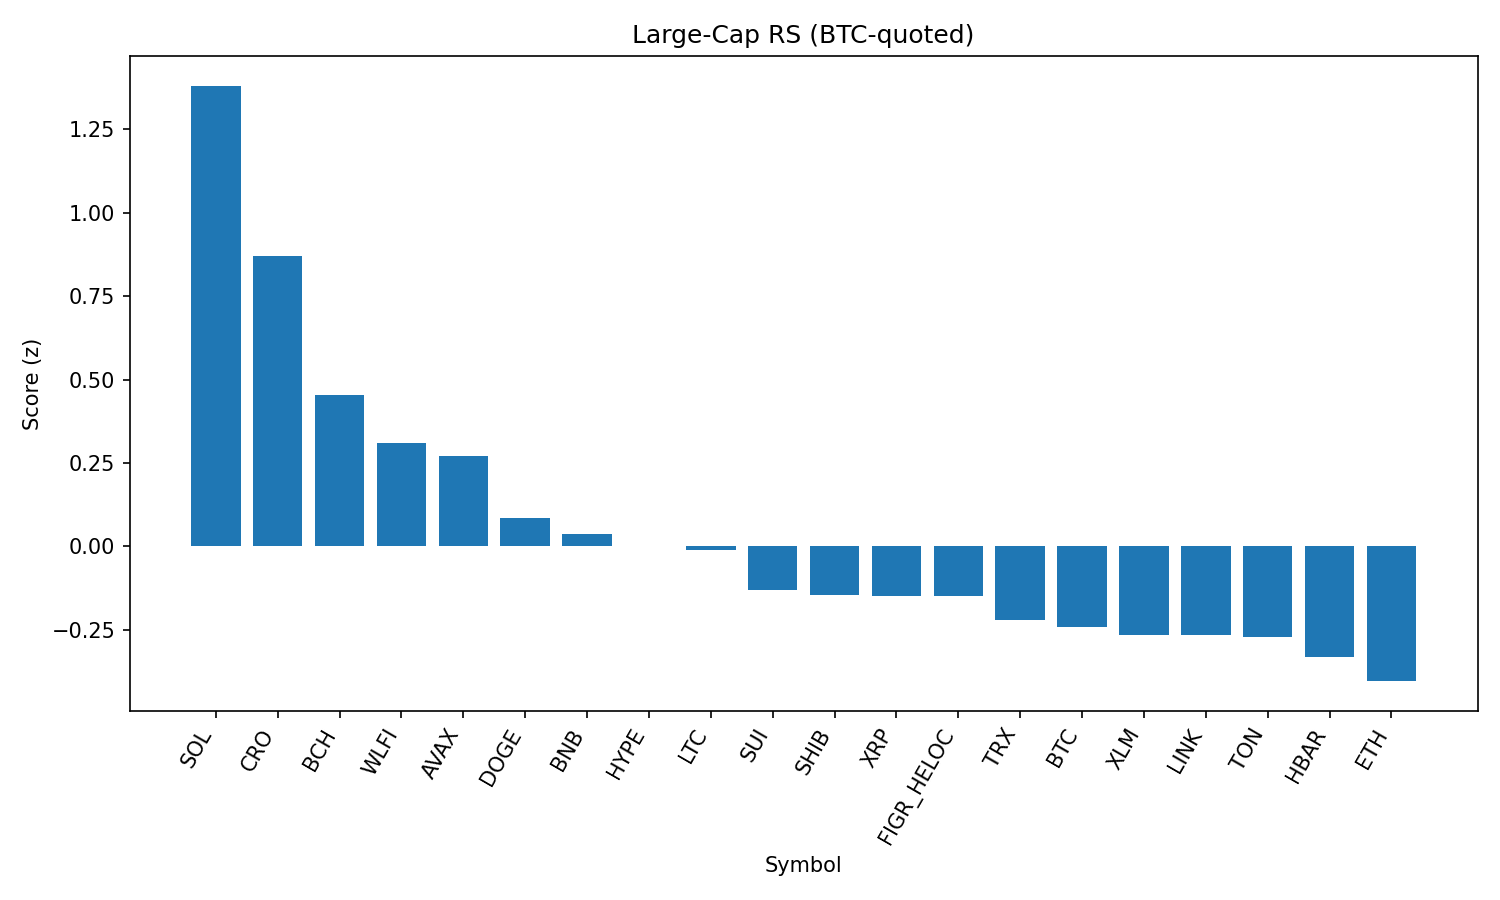 Large-Cap RS (BTC-quoted)
Score (z)
1.25
1.00
0.75
0.50
0.25
0.00
−0.25
SOL
CRO
BCH
WLFI
AVAX
DOGE
BNB
HYPE
LTC
SUI
SHIB
XRP
FIGR_HELOC
TRX
BTC
XLM
LINK
TON
HBAR
ETH
Symbol